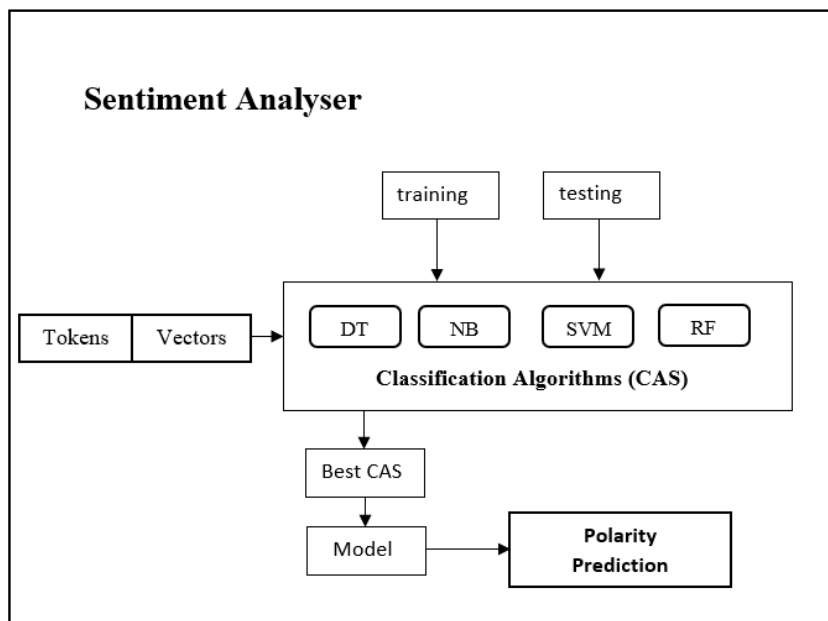 Sentiment Analyser
training
testing
Tokens
Vectors
DT
NB
SVM
RF
Classification Algorithms (CAS)
Best CAS
Model
Polarity
Prediction